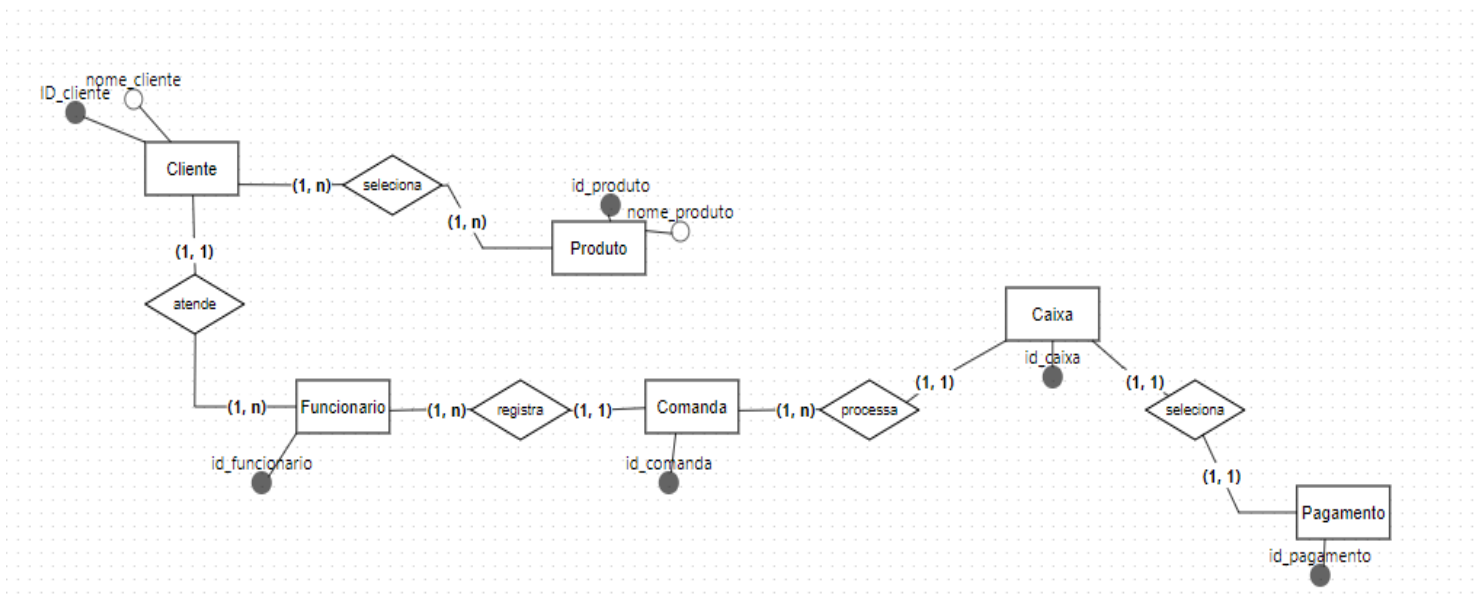 nome_cliente
ID_cliente
Cliente
(1, n)
seleciona
(1, n)
id_produto
nome_produto
Produto
(1, 1)
atende
(1, n)
Funcionario
id_funcionario
(1, n)
registra
(1, 1)
Comanda
id_comanda
(1, n)
processa
(1, 1)
Caixa
id_caixa
(1, 1)
seleciona
(1, 1)
Pagamento
id_pagamento